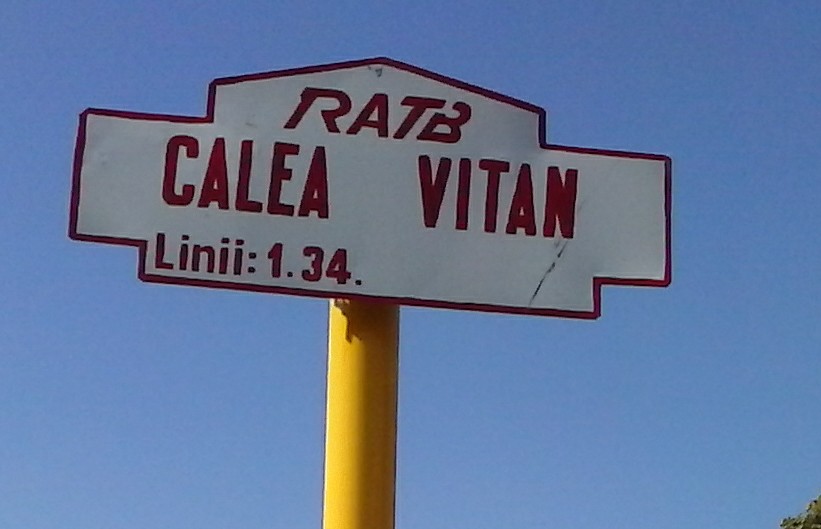 RATB
CALEA VITAN
Linii: 1.34.